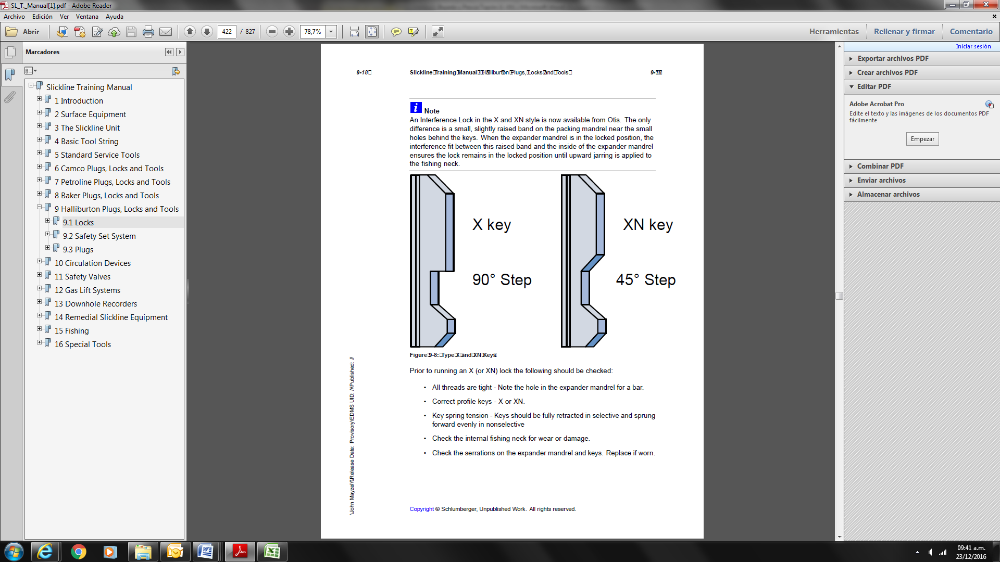 SL_T._Manual[1].pdf - Adobe Reader
Archivo Edición Ver Ventana Ayuda
Abrir 422 / 827 78,7% Herramientas Rellenar y firmar Comentario
Marcadores
Slickline Training Manual
1 Introduction
2 Surface Equipment
3 The Slickline Unit
4 Basic Tool String
5 Standard Service Tools
6 Camco Plugs, Locks and Tools
7 Petroline Plugs, Locks and Tools
8 Baker Plugs, Locks and Tools
9 Halliburton Plugs, Locks and Tools
9.1 Locks
9.2 Safety Set System
9.3 Plugs
10 Circulation Devices
11 Safety Valves
12 Gas Lift Systems
13 Downhole Recorders
14 Remedial Slickline Equipment
15 Fishing
16 Special Tools
9-18 Slickline Training Manual / Halliburton Plugs, Locks and Tools 9-18
i Note
An Interference Lock in the X and XN style is now available from Otis. The only
difference is a small, slightly raised band on the packing mandrel near the small
holes behind the keys. When the expander mandrel is in the locked position, the
interference fit between this raised band and the inside of the expander mandrel
ensures the lock remains in the locked position until upward jarring is applied to
the fishing neck.
X key
XN key
90° Step
45° Step
Figure 9-8: Type X and XN Keys
Prior to running an X (or XN) lock the following should be checked:
• All threads are tight - Note the hole in the expander mandrel for a bar.
• Correct profile keys - X or XN.
• Key spring tension - Keys should be fully retracted in selective and sprung
forward evenly in nonselective
• Check the internal fishing neck for wear or damage.
• Check the serrations on the expander mandrel and keys. Replace if worn.
\John Mayzel\\\Release Date: Provisory\EDMS UID: //\Published: //
Copyright © Schlumberger, Unpublished Work. All rights reserved.
Iniciar sesión
Exportar archivos PDF
Crear archivos PDF
Editar PDF
Adobe Acrobat Pro
Edite el texto y las imágenes de los documentos PDF
fácilmente
Empezar
Combinar PDF
Enviar archivos
Almacenar archivos
09:41 a.m.
23/12/2016